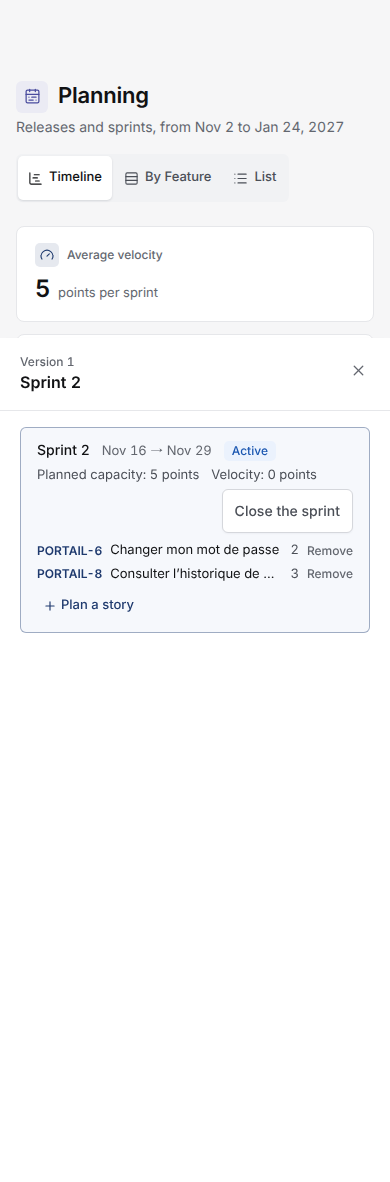 Planning
Releases and sprints, from Nov 2 to Jan 24, 2027
Timeline
By Feature
List
Average velocity
5 points per sprint
Version 1
Sprint 2
Sprint 2 Nov 16 → Nov 29 Active
Planned capacity: 5 points Velocity: 0 points
Close the sprint
PORTAIL-6 Changer mon mot de passe 2 Remove
PORTAIL-8 Consulter l’historique de ... 3 Remove
+ Plan a story